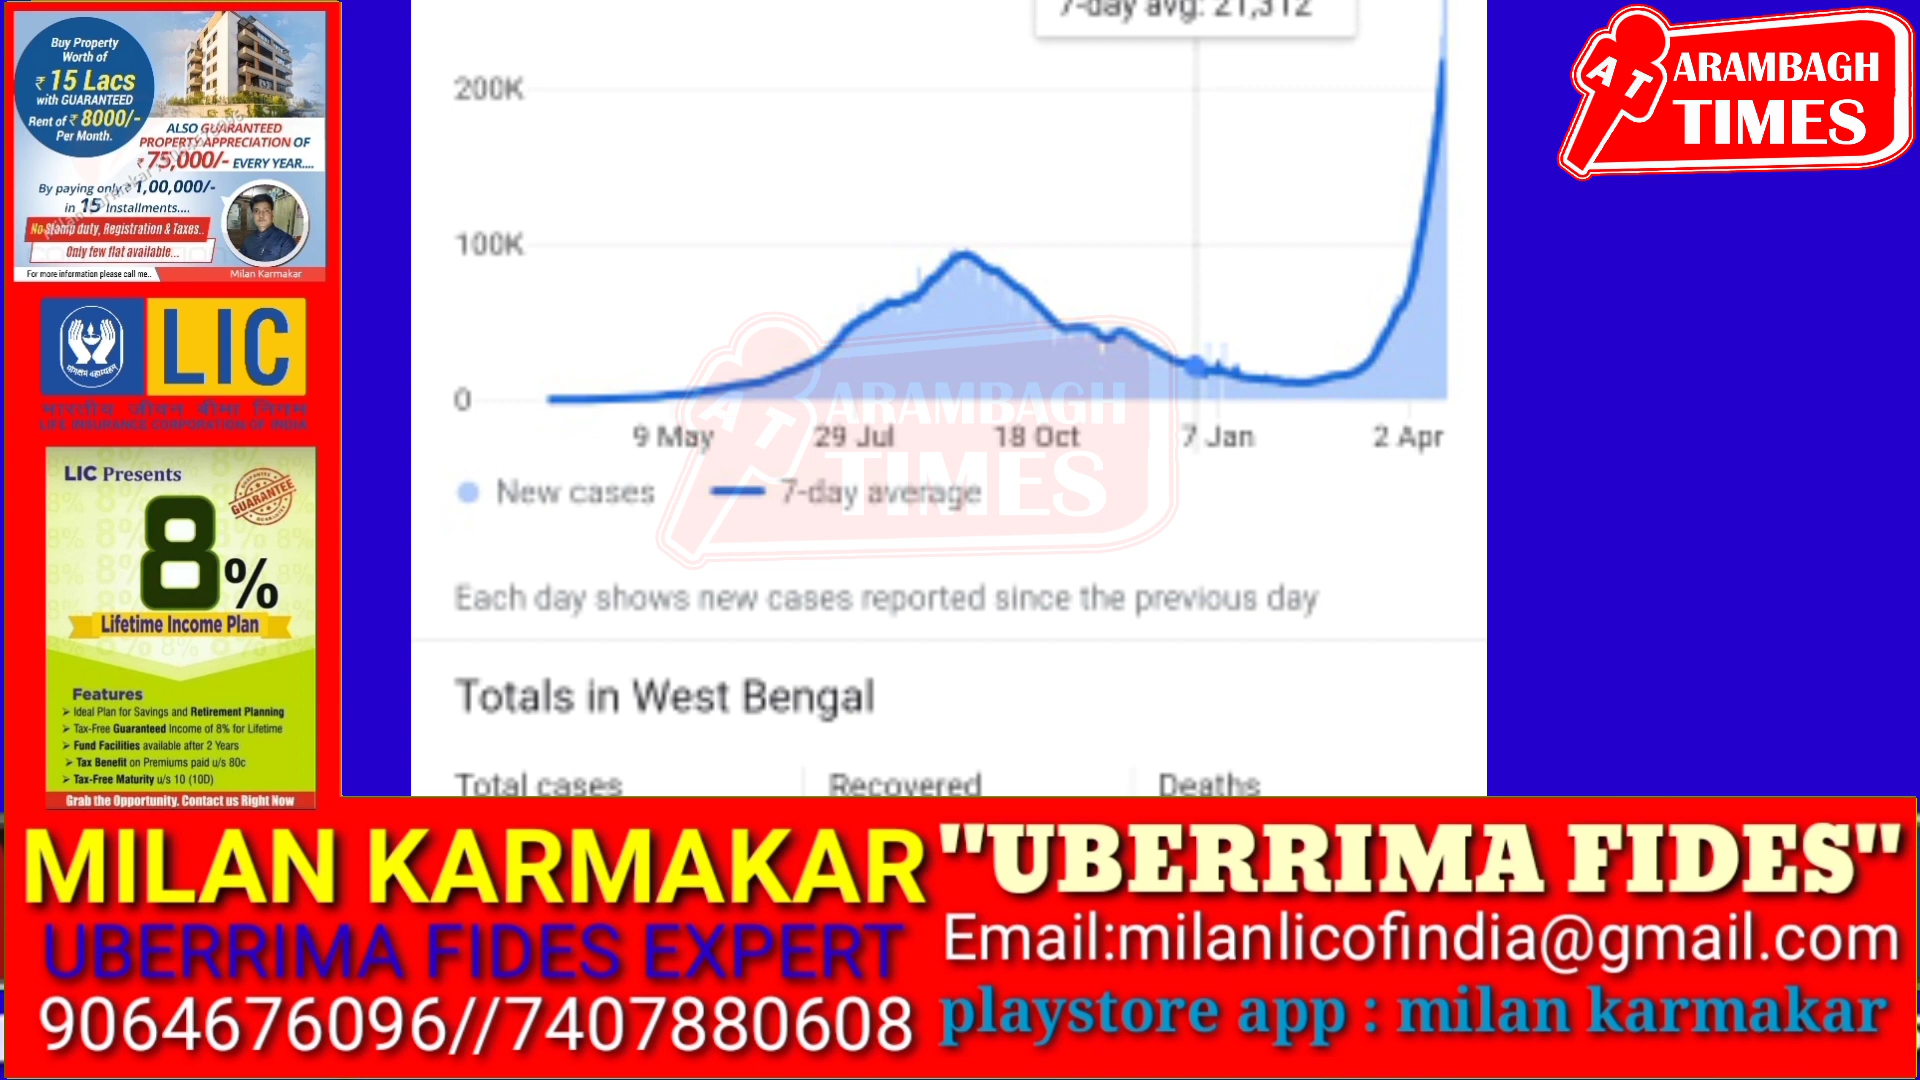 Buy Property
Worth of
₹ 15 Lacs
with GUARANTEED
Rent of ₹ 8000/-
Per Month.
ALSO GUARANTEED
PROPERTY APPRECIATION OF
₹ 75,000/- EVERY YEAR....
By paying only ₹ 1,00,000/-
in 15 Installments....
No Stamp duty, Registration & Taxes..
Only few flat available...
For more information please call me..
Milan Karmakar
LIC
भारतीय जीवन बीमा निगम
LIFE INSURANCE CORPORATION OF INDIA
LIC Presents
GUARANTEE
8%
Lifetime Income Plan
Features
➢ Ideal Plan for Savings and Retirement Planning
➢ Tax-Free Guaranteed Income of 8% for Lifetime
➢ Fund Facilities available after 2 Years
➢ Tax Benefit on Premiums paid u/s 80c
➢ Tax-Free Maturity u/s 10 (10D)
Grab the Opportunity. Contact us Right Now
7-day avg: 21,312
200K
100K
0
9 May 29 Jul 18 Oct 7 Jan 2 Apr
New cases 7-day average
AT ARAMBAGH
TIMES
Each day shows new cases reported since the previous day
Totals in West Bengal
Total cases Recovered Deaths
AT ARAMBAGH
TIMES
MILAN KARMAKAR
UBERRIMA FIDES EXPERT
9064676096//7407880608
"UBERRIMA FIDES"
Email:milanlicofindia@gmail.com
playstore app : milan karmakar